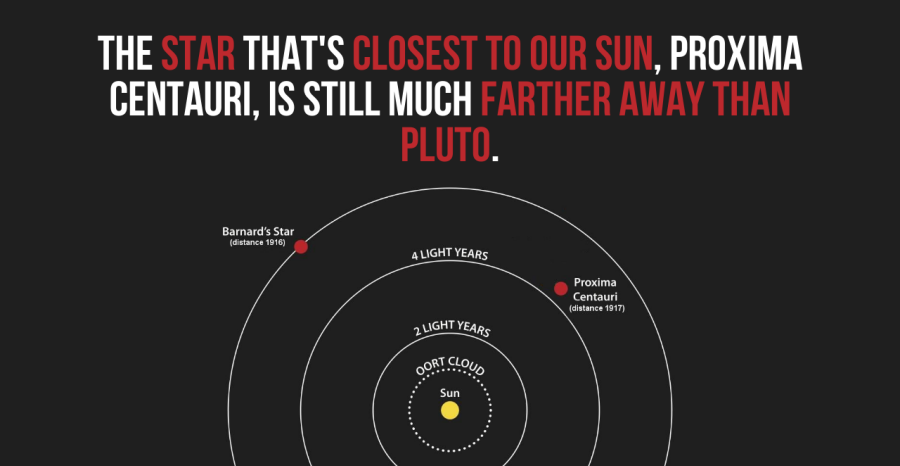 THE STAR THAT'S CLOSEST TO OUR SUN, PROXIMA
CENTAURI, IS STILL MUCH FARTHER AWAY THAN
PLUTO.
Barnard's Star
(distance 1916)
4 LIGHT YEARS
Proxima
Centauri
(distance 1917)
2 LIGHT YEARS
OORT CLOUD
Sun